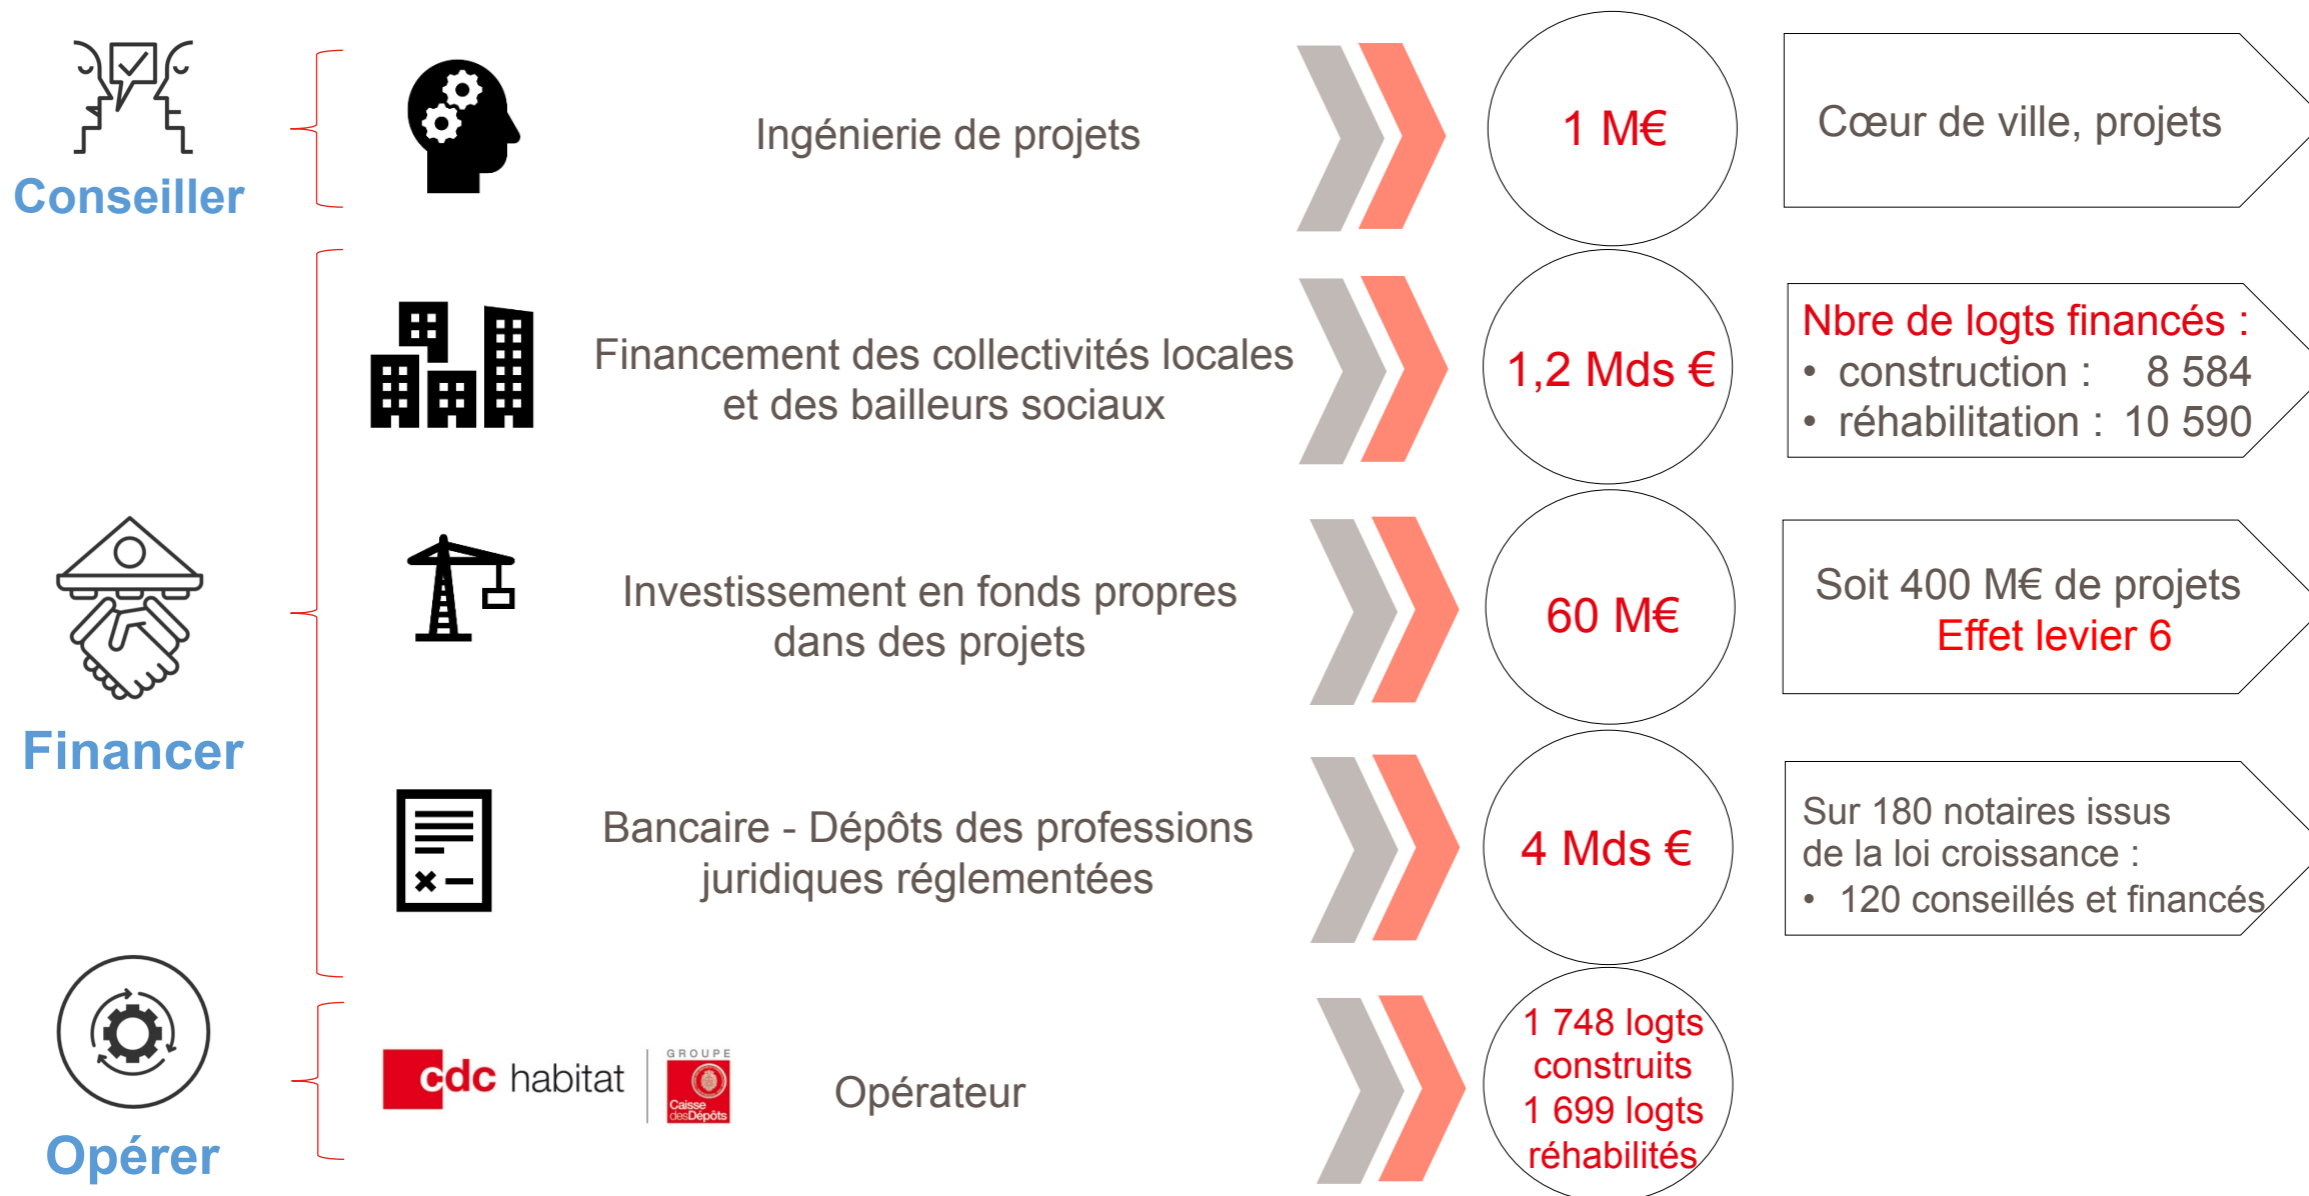 Conseiller
Ingénierie de projets
1 M€
Cœur de ville, projets
Financer
Financement des collectivités locales
et des bailleurs sociaux
1,2 Mds €
Nbre de logts financés :
• construction : 8 584
• réhabilitation : 10 590
Investissement en fonds propres
dans des projets
60 M€
Soit 400 M€ de projets
Effet levier 6
Bancaire - Dépôts des professions
juridiques réglementées
4 Mds €
Sur 180 notaires issus
de la loi croissance :
• 120 conseillés et financés
Opérer
cdc habitat
GROUPE
Caisse
desDépôts
Opérateur
1 748 logts
construits
1 699 logts
réhabilités